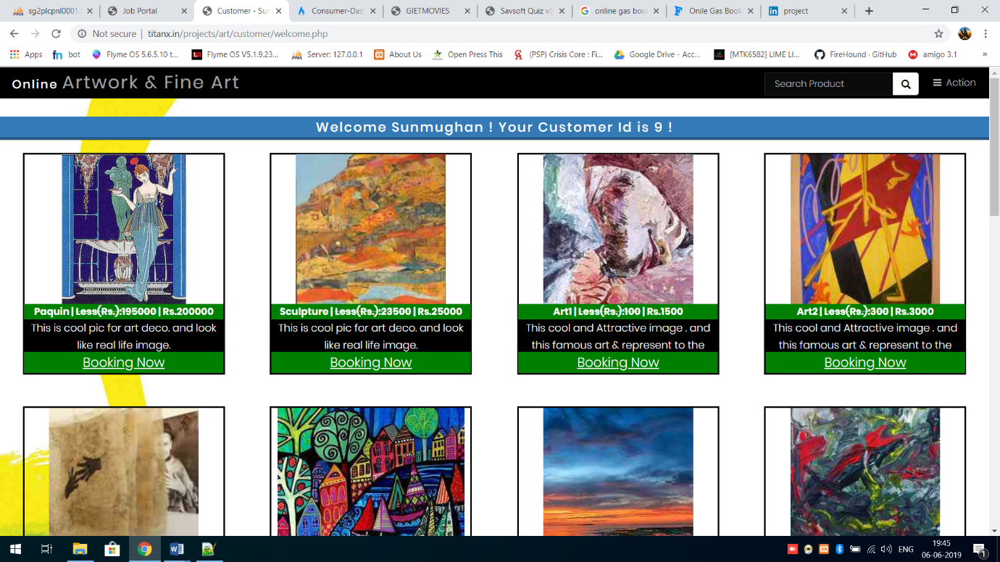 sg2plcpnl0001.
Job Portal
Customer - Sun
Consumer-Das
GIETMOVIES
Savsoft Quiz v5
online gas boo
Onile Gas Book
project
Not secure | titanx.in/projects/art/customer/welcome.php
Apps
bot
Flyme OS 5.6.5.10 t...
Flyme OS V5.1.9.23...
Server: 127.0.0.1
About Us
Open Press This
(PSP) Crisis Core : Fi...
Google Drive - Acc...
[MTK6582] LIME LI...
FireHound · GitHub
amigo 3.1
»
Online Artwork & Fine Art
Search Product
Action
Welcome Sunmughan ! Your Customer Id is 9 !
Paquin | Less(Rs.):195000 | Rs.200000
This is cool pic for art deco. and look
like real life image.
Booking Now
Sculpture | Less(Rs.):23500 | Rs.25000
This is cool pic for art deco. and look
like real life image.
Booking Now
Art1 | Less(Rs.):100 | Rs.1500
This cool and Attractive image . and
this famous art & represent to the
Booking Now
Art2 | Less(Rs.):300 | Rs.3000
This cool and Attractive image . and
this famous art & represent to the
Booking Now
ENG
19:45
06-06-2019
1